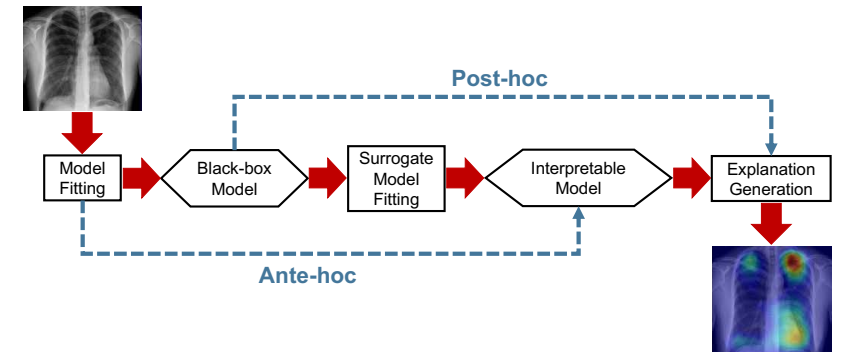 Post-hoc
Model
Fitting
Black-box
Model
Surrogate
Model
Fitting
Interpretable
Model
Explanation
Generation
Ante-hoc